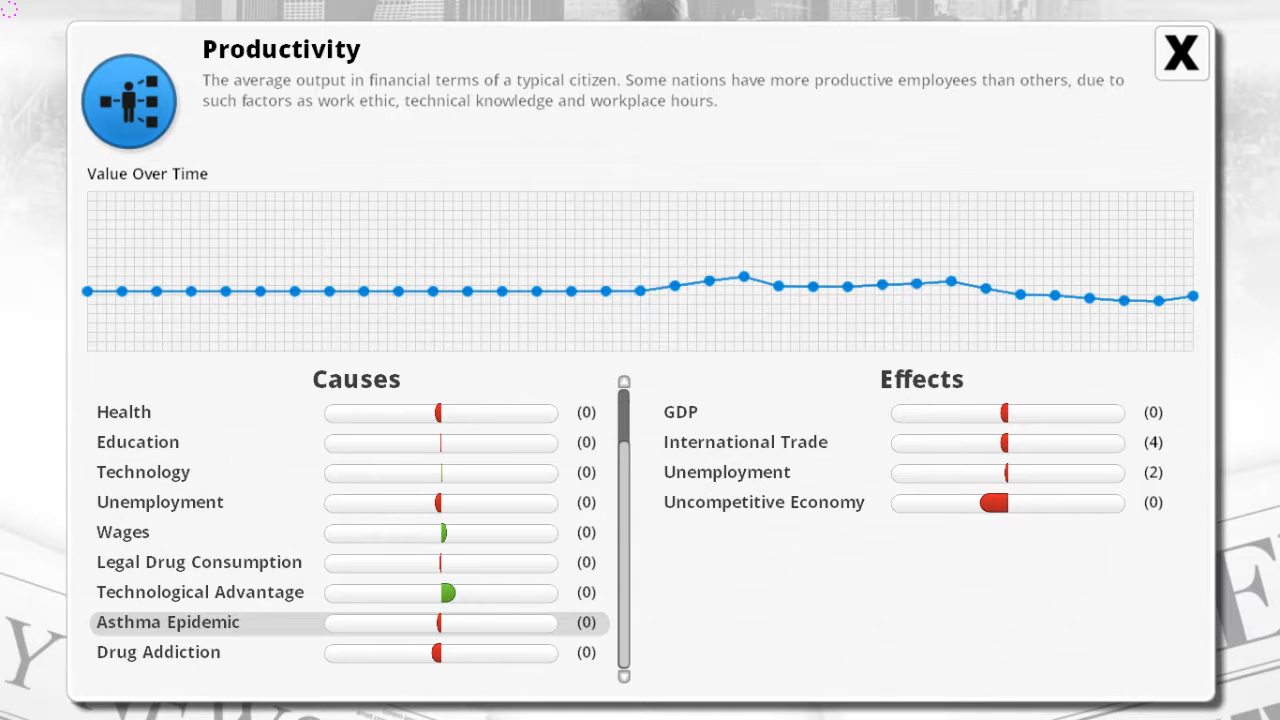 Productivity
X
The average output in financial terms of a typical citizen. Some nations have more productive employees than others, due to
such factors as work ethic, technical knowledge and workplace hours.
Value Over Time
Causes
Health (0)
Education (0)
Technology (0)
Unemployment (0)
Wages (0)
Legal Drug Consumption (0)
Technological Advantage (0)
Asthma Epidemic (0)
Drug Addiction (0)
Effects
GDP (0)
International Trade (4)
Unemployment (2)
Uncompetitive Economy (0)